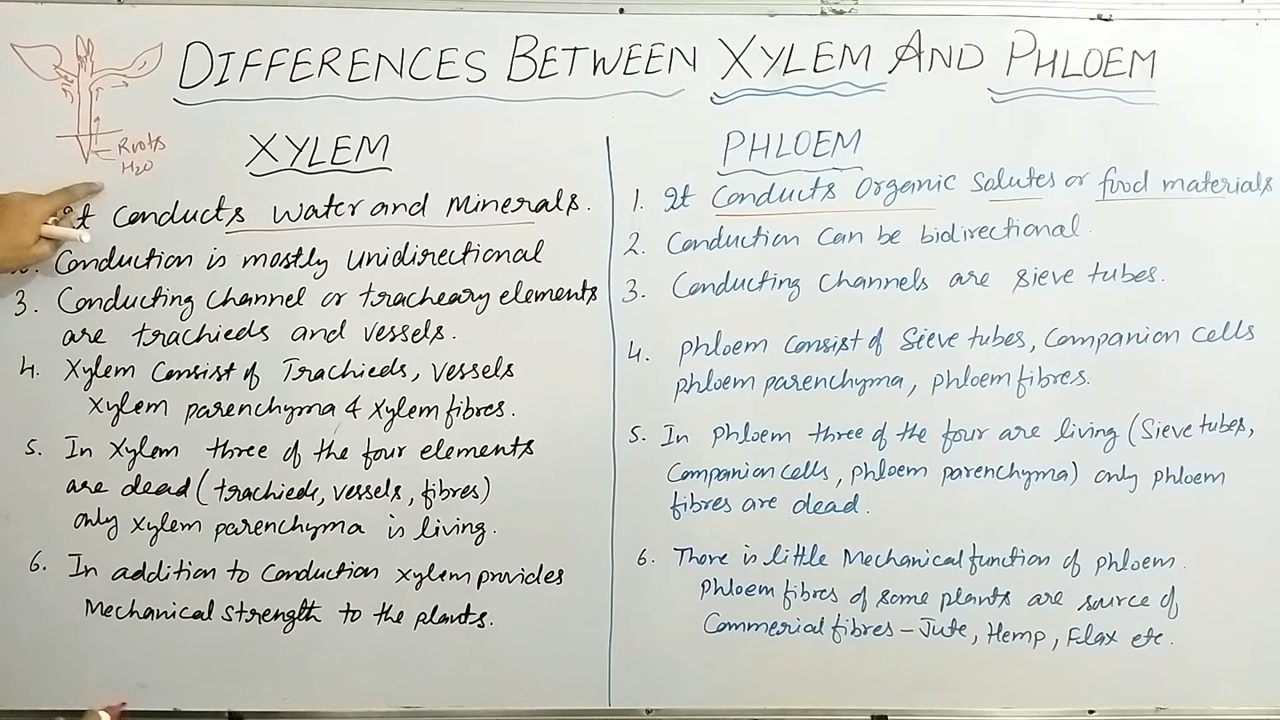 DIFFERENCES BETWEEN XYLEM AND PHLOEM
Roots
H2O
XYLEM
It Conducts water and Minerals.
Conduction is mostly Unidirectional
3. Conducting Channel or tracheary elements
are trachieds and vessels.
4. Xylem Consist of Trachieds, vessels
Xylem parenchyma & Xylem fibres.
5. In Xylem three of the four elements
are dead (trachieds, vessels, fibres)
only xylem parenchyma is living.
6. In addition to Conduction xylem provides
Mechanical strength to the plants.
PHLOEM
1. It Conducts Organic Solutes or food materials
2. Conduction Can be bidirectional.
3. Conducting Channels are sieve tubes.
4. Phloem Consist of Sieve tubes, Companion cells
phloem parenchyma, phloem fibres.
5. In phloem three of the four are living (Sieve tubes,
Companion cells, phloem parenchyma) only phloem
fibres are dead.
6. There is little Mechanical function of phloem.
Phloem fibres of some plants are source of
Commerial fibres - Jute, Hemp, Flax etc.